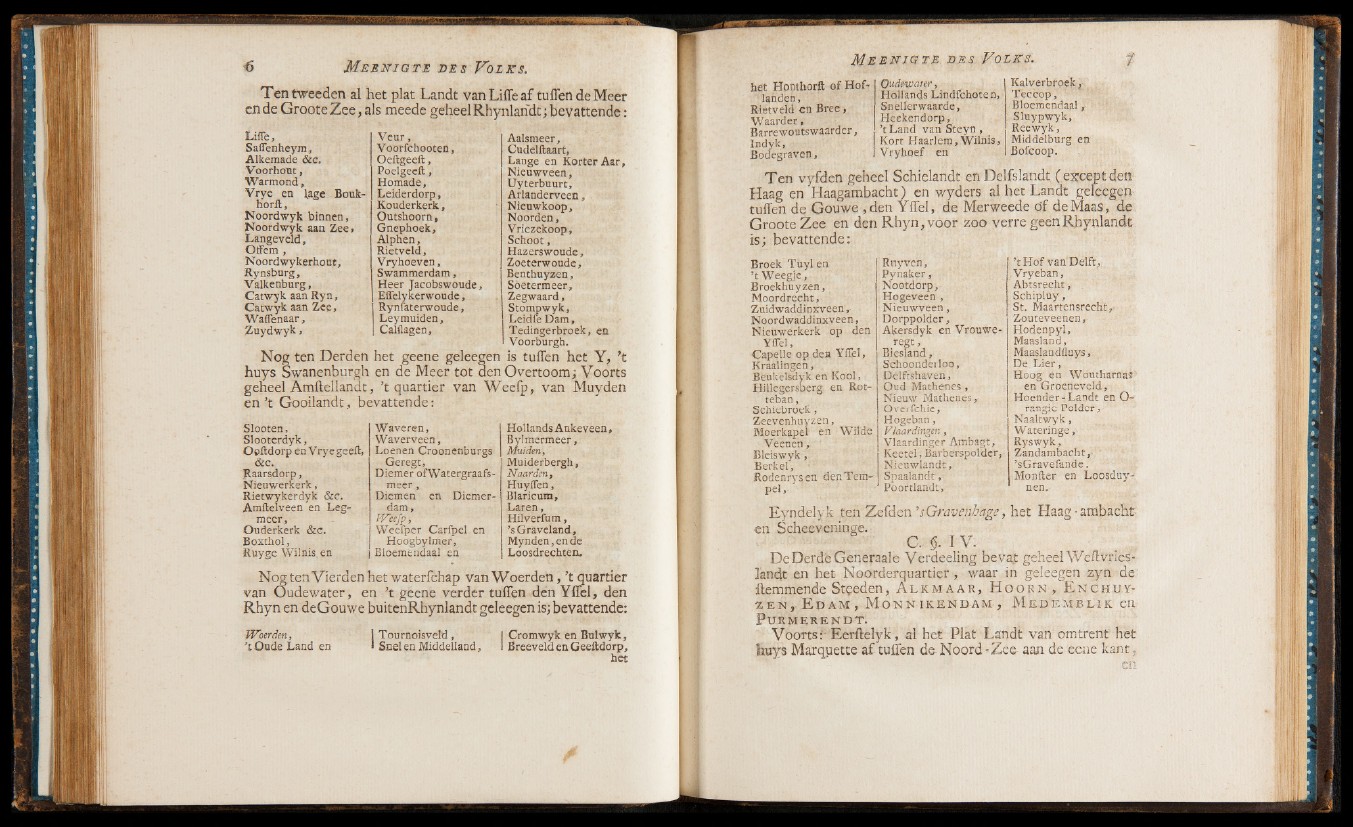 6 MEENIGTE DES VOLKS.
Ten tweeden al het plat Landt van Liſſe af tuſſen de Meer
en de Groote Zee, als meede geheel Rhynlandt; bevattende:
Liſſe,
Saſſenheym,
Alkemade &c.
Voorhout,
Warmond,
Vrye en lage Bouk-
horſt,
Noordwyk binnen,
Noordwyk aan Zee,
Langeveld,
Offem,
Noordwykerhout,
Rynsburg,
Valkenburg,
Catwyk aan Ryn,
Catwyk aan Zee,
Waſſenaar,
Zuydwyk,
Veur,
Voorſchooten,
Oeſtgeeſt,
Poelgeeſt,
Homade,
Leiderdorp,
Kouderkerk,
Outshoorn,
Gnephoek,
Alphen,
Rietveld,
Vryhoeven,
Swammerdam,
Heer Jacobswoude,
Eſſelykerwoude,
Rynſaterwoude,
Leymuiden,
Calſlagen,
Aalsmeer,
Cudelſtaart,
Lange en Korter Aar,
Nieuwveen,
Uyterbuurt,
Arlanderveen,
Nieuwkoop,
Noorden,
Vriezekoop,
Schoot,
Hazerswoude,
Zoeterwoude,
Benthuyzen,
Soetermeer,
Zegwaard,
Stompwyk,
Leidſe Dam,
Tedingerbroek, en
Voorburgh.
Nog ten Derden het geene geleegen is tuſſen het Y, 't
huys Swanenburgh en de Meer tot den Overtoom; Voorts
geheel Amſtellandt, 't quartier van Weeſp, van Muyden
en 't Gooilandt, bevattende:
Slooten,
Slooterdyk,
Oostdorp en Vrye geeſt,
&c.
Raarsdorp,
Nieuwerkerk,
Rietwykerdyk &c.
Amſtelveen en Leg-
meer,
Ouderkerk &c.
Boxthol,
Ruyge Wilnis en
Waveren,
Waverveen,
Loenen Croonenburgs
Geregt,
Diemer of Watergraafs-
meer,
Diemen en Diemer-
dam,
Weeſp,
Weeſper Carſpel en
Hoogbylmer,
Bloemendaal en
Hollands Ankeveen,
Bylmermeer,
Muiden,
Muiderbergh,
Naarden,
Huyſſen,
Blaricum,
Laren,
Hilverſum,
'sGraveland,
Mynden, en de
Loosdrechten.
Nog ten Vierden het waterſchap van Woerden, 't quartier
van Oudewater, en 't geene verder tuſſen den Yſſel, den
Rhyn en de Gouwe buiten Rhynlandt geleegen is; bevattende:
Woerden,
't Oude Land en
Tournoisveld,
Snel en Middelland,
Cromwyk en Bulwyk,
Breeveld en Geeſtdorp,
het
MEENIGTE DES VOLKS. 7
het Honthorſt of Hof-
landen,
Rietveld en Bree,
Waarder,
Barrewoutswaarder,
Indyk,
Bodegraven,
Oudewater,
Hollands Lindſchoten,
Snellerwaarde,
Heekendorp,
't Land van Steyn,
Kort Haarlem, Wilnis,
Vryhoef en
Kalverbroek,
Teccop,
Bloemendaal,
Sluypwyk,
Reewyk,
Middelburg en
Boſcoop.
Ten vyfden geheel Schielandt en Delfslandt (except den
Haag en Haagambacht) en wyders al het Landt geleegen
tuſſen de Gouwe, den Yſſel, de Merweede of de Maas, de
Groote Zee en den Rhyn, voor zoo verre geen Rhynlandt
is; bevattende:
Broek Tuyl en
't Weegje,
Broekhuyzen,
Moordrecht,
Zuidwaddinxveen,
Noordwaddinxveen,
Nieuwerkerk op den
Yſſel,
Capelle op den Yſſel,
Kraalingen,
Beukelsdyk en Kool,
Hillegersberg en Rot-
teban,
Schiebroek,
Zeevenhuyzen,
Moerkapel en Wilde
Veenen,
Bleiswyk,
Berkel,
Rodenrys en den Tem-
pel,
Ruyven,
Pynaker,
Nootdorp,
Hogeveen,
Nieuwveen,
Dorppolder,
Akersdyk en Vrouwe-
regt,
Biesland,
Schoonderloo,
Delfshaven,
Oud Mathenes,
Nieuw Mathenes,
Overſchie,
Hogeban,
Vlaardingen,
Vlaardinger Ambagt,
Keetel, Barberspolder,
Nieuwlandt,
Spaalandt,
Poortlandt,
't Hof van Delft,
Vryeban,
Abtsrecht,
Schipluy,
St. Maartensrecht,
Zouteveenen,
Hodenpyl,
Maasland,
Maaslandſluys,
De Lier,
Hoog en Woutharnas
en Groeneveld,
Hoender-Landt en O-
rangie Polder,
Naaltwyk,
Wateringe,
Ryswyk,
Zandambacht,
'sGraveſande,
Monſter en Loosduy-
nen.
Eyndelyk ten Zeſden 'sGravenhage, het Haag-ambacht
en Scheeveninge.
C. §. IV.
De Derde Generaale Verdeeling bevat geheel Weſtvries-
landt en het Noorderquartier, waar in geleegen zyn de
ſtemmende Steeden, ALKMAAR, HOORN, ENCHUY-
ZEN, EDAM, MONNIKENDAM, MEDEMBLIK en
PURMERENDT.
Voorts: Eerſtelyk, al het Plat Landt van omtrent het
huys Marquette af tuſſen de Noord-Zee aan de eene kant,
en